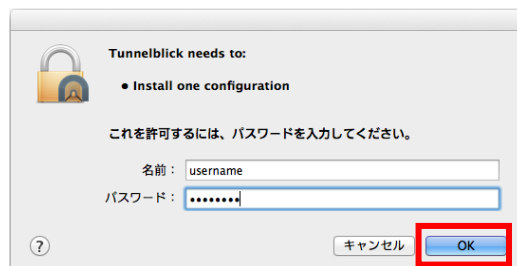 Tunnelblick needs to:
• Install one configuration
これを許可するには、パスワードを入力してください。
名前： username
パスワード： ••••••••
? キャンセル OK